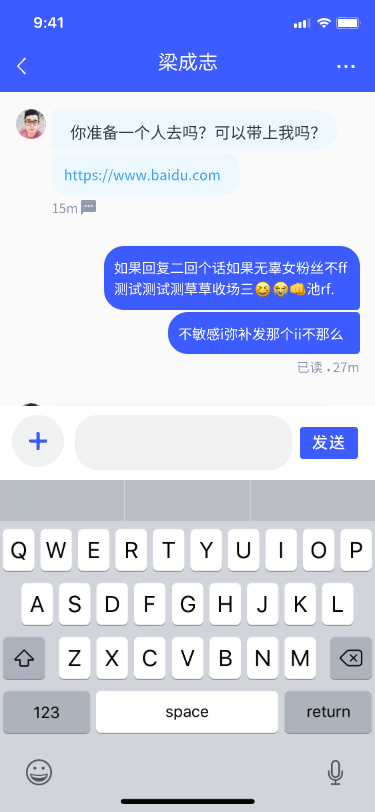 9:41
梁成志
你准备一个人去吗？可以带上我吗？
https://www.baidu.com
15m
如果回复二回个话如果无辜女粉丝不ff
测试测试测草草收场三😆😭👊池rf.
不敏感i弥补发那个ii不那么
已读 . 27m
发送
Q W E R T Y U I O P
A S D F G H J K L
Z X C V B N M
123 space return